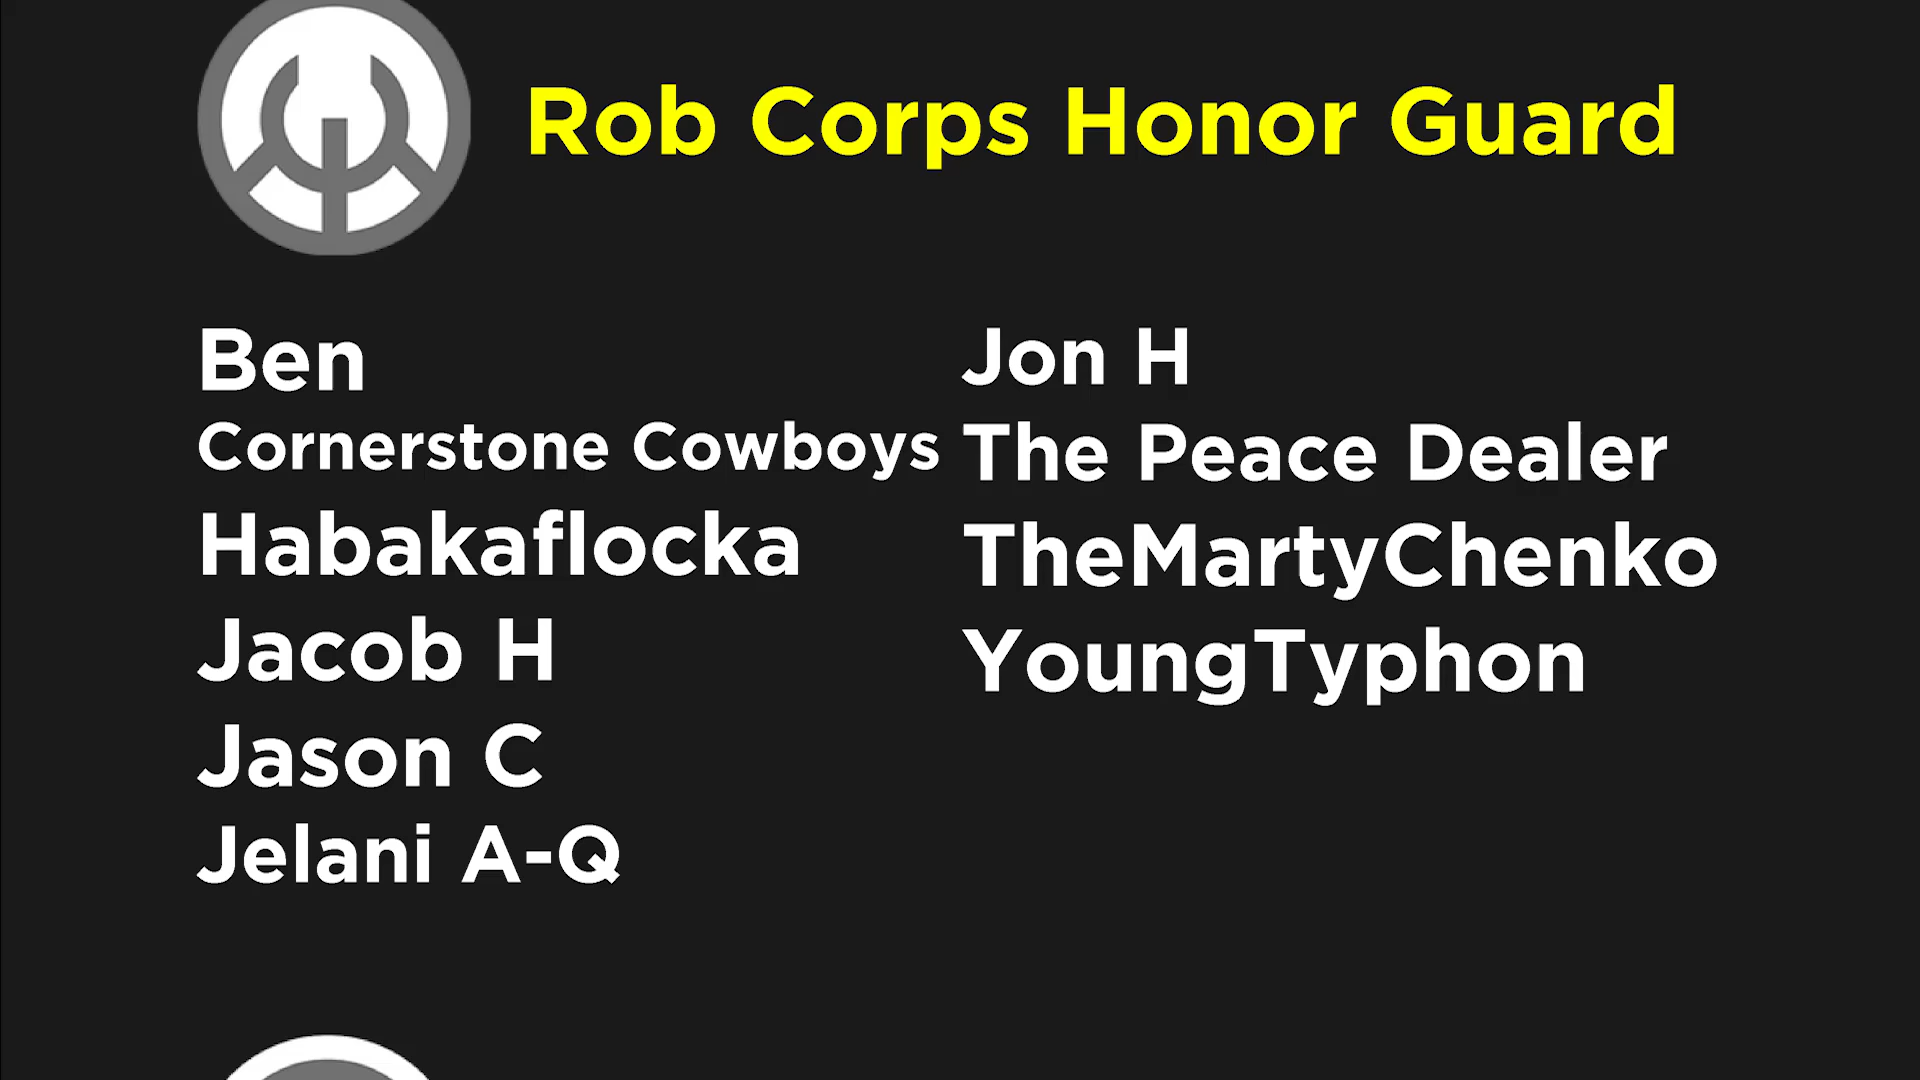 Rob Corps Honor Guard
Ben
Cornerstone Cowboys
Habakaflocka
Jacob H
Jason C
Jelani A-Q
Jon H
The Peace Dealer
TheMartyChenko
YoungTyphon